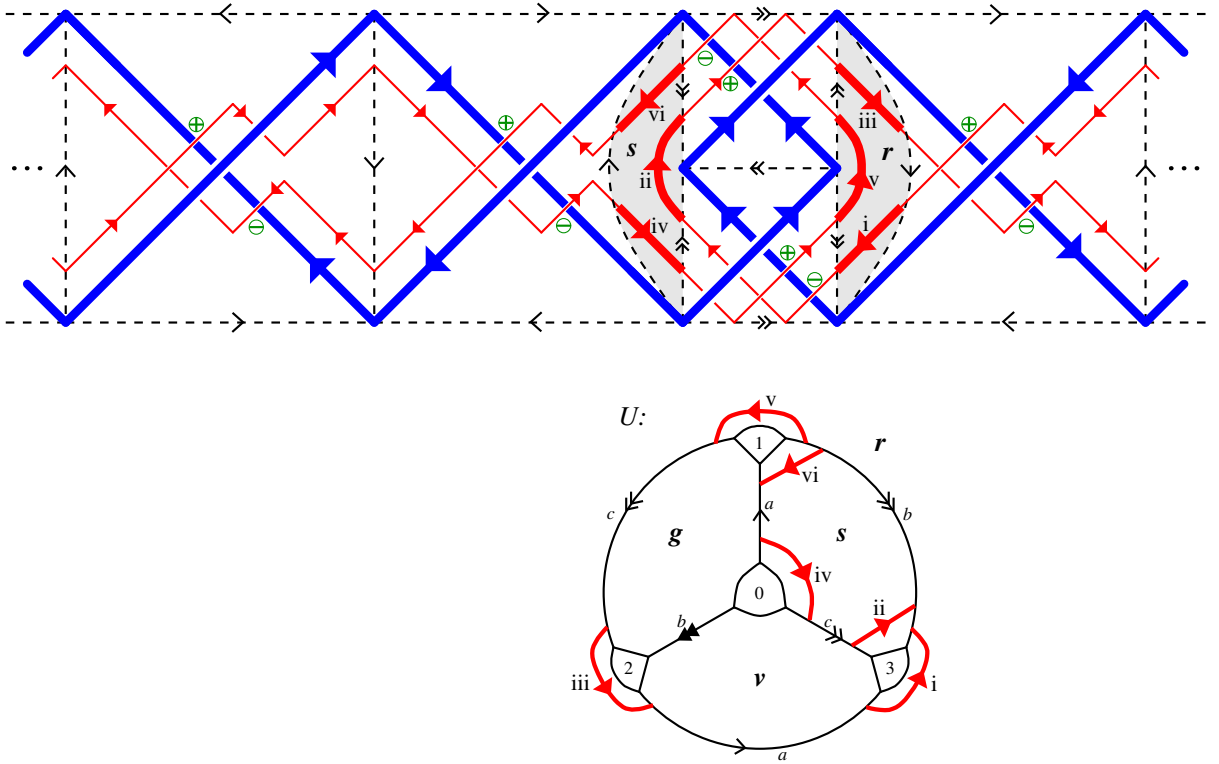 ⊕ ⊕ ⊖ ⊕ ⊕
vi iii
... s ii v r ...
iv i
⊖ ⊖ ⊕ ⊖ ⊖
U:
v
1
r
vi
c a b
g s
iv
0
b c ii
2 3
v
iii i
a